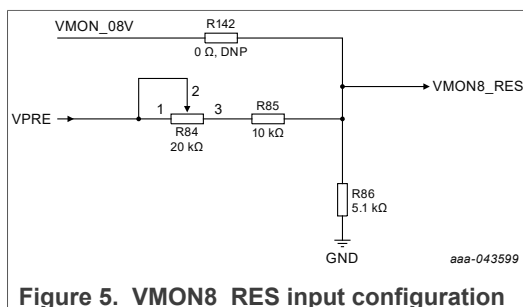 VMON_08V
R142
0 Ω, DNP
VMON8_RES
2
VPRE
1
3
R84
20 kΩ
R85
10 kΩ
R86
5.1 kΩ
GND
aaa-043599
Figure 5. VMON8_RES input configuration